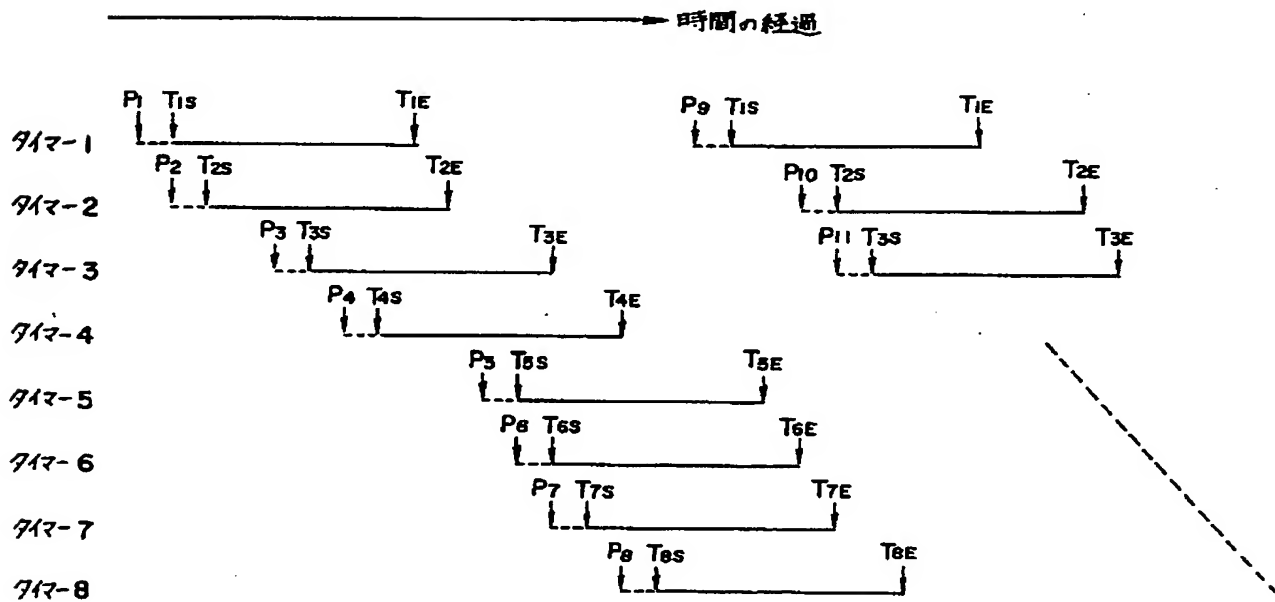 時間の経過
P1 T1S T1E P9 T1S T1E
タイマー1
P2 T2S T2E P10 T2S T2E
タイマー2
P3 T3S T3E P11 T3S T3E
タイマー3
P4 T4S T4E
タイマー4
P5 T5S T5E
タイマー5
P6 T6S T6E
タイマー6
P7 T7S T7E
タイマー7
P8 T8S T8E
タイマー8